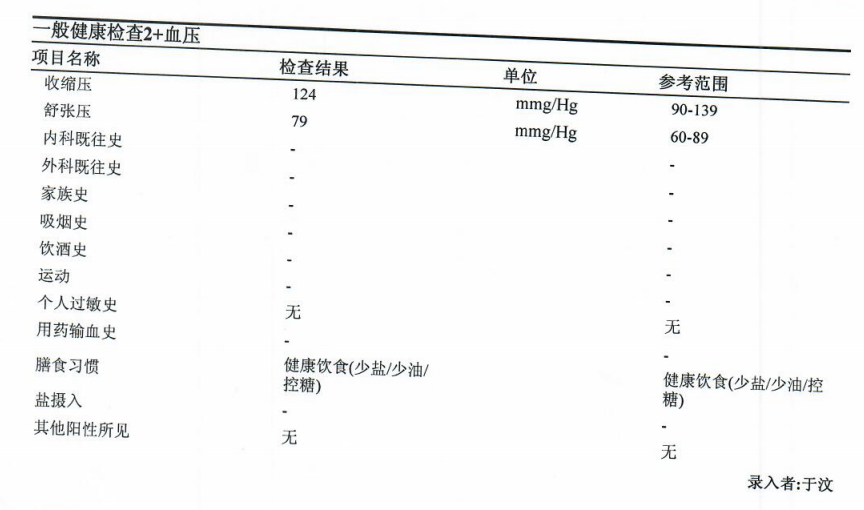 一般健康检查2+血压
项目名称 检查结果 单位 参考范围
收缩压 124 mmg/Hg 90-139
舒张压 79 mmg/Hg 60-89
内科既往史 - -
外科既往史 - -
家族史 - -
吸烟史 - -
饮酒史 - -
运动 - -
个人过敏史 无 无
用药输血史 - -
膳食习惯 健康饮食(少盐/少油/ 健康饮食(少盐/少油/控
控糖) 糖)
盐摄入 - -
其他阳性所见 无 无
录入者:于汶